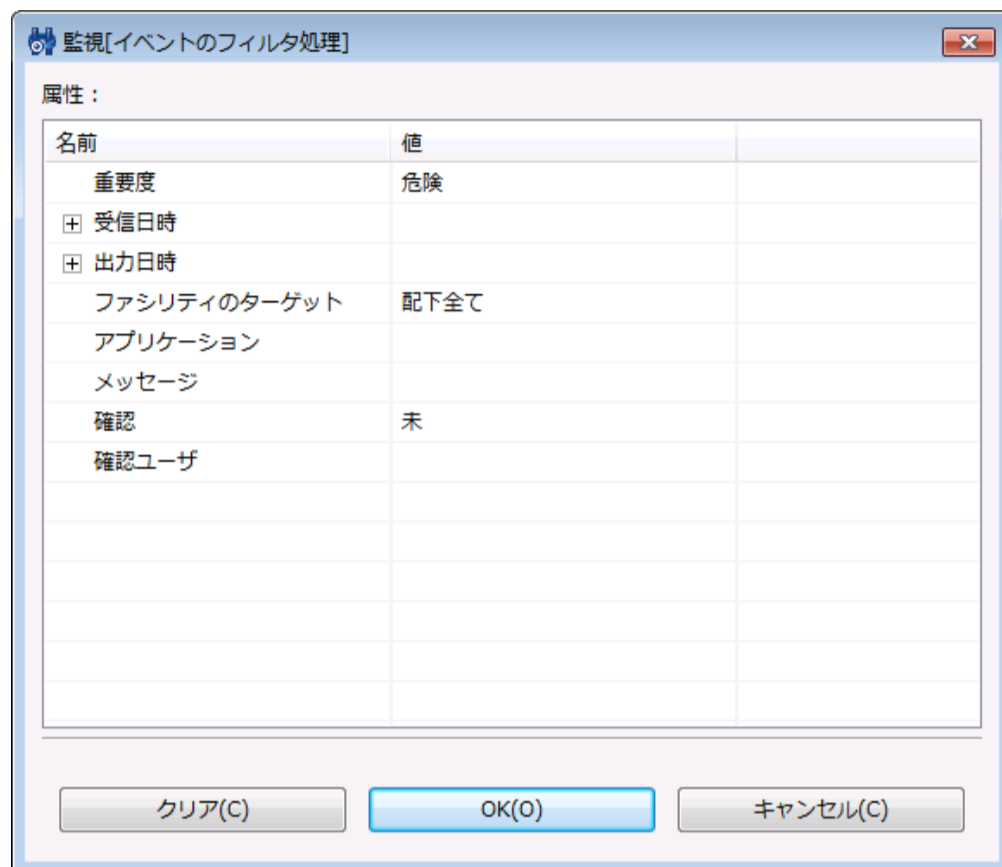 監視[イベントのフィルタ処理]
属性：
名前 値
重要度 危険
受信日時
出力日時
ファシリティのターゲット 配下全て
アプリケーション
メッセージ
確認 未
確認ユーザ
クリア(C) OK(O) キャンセル(C)